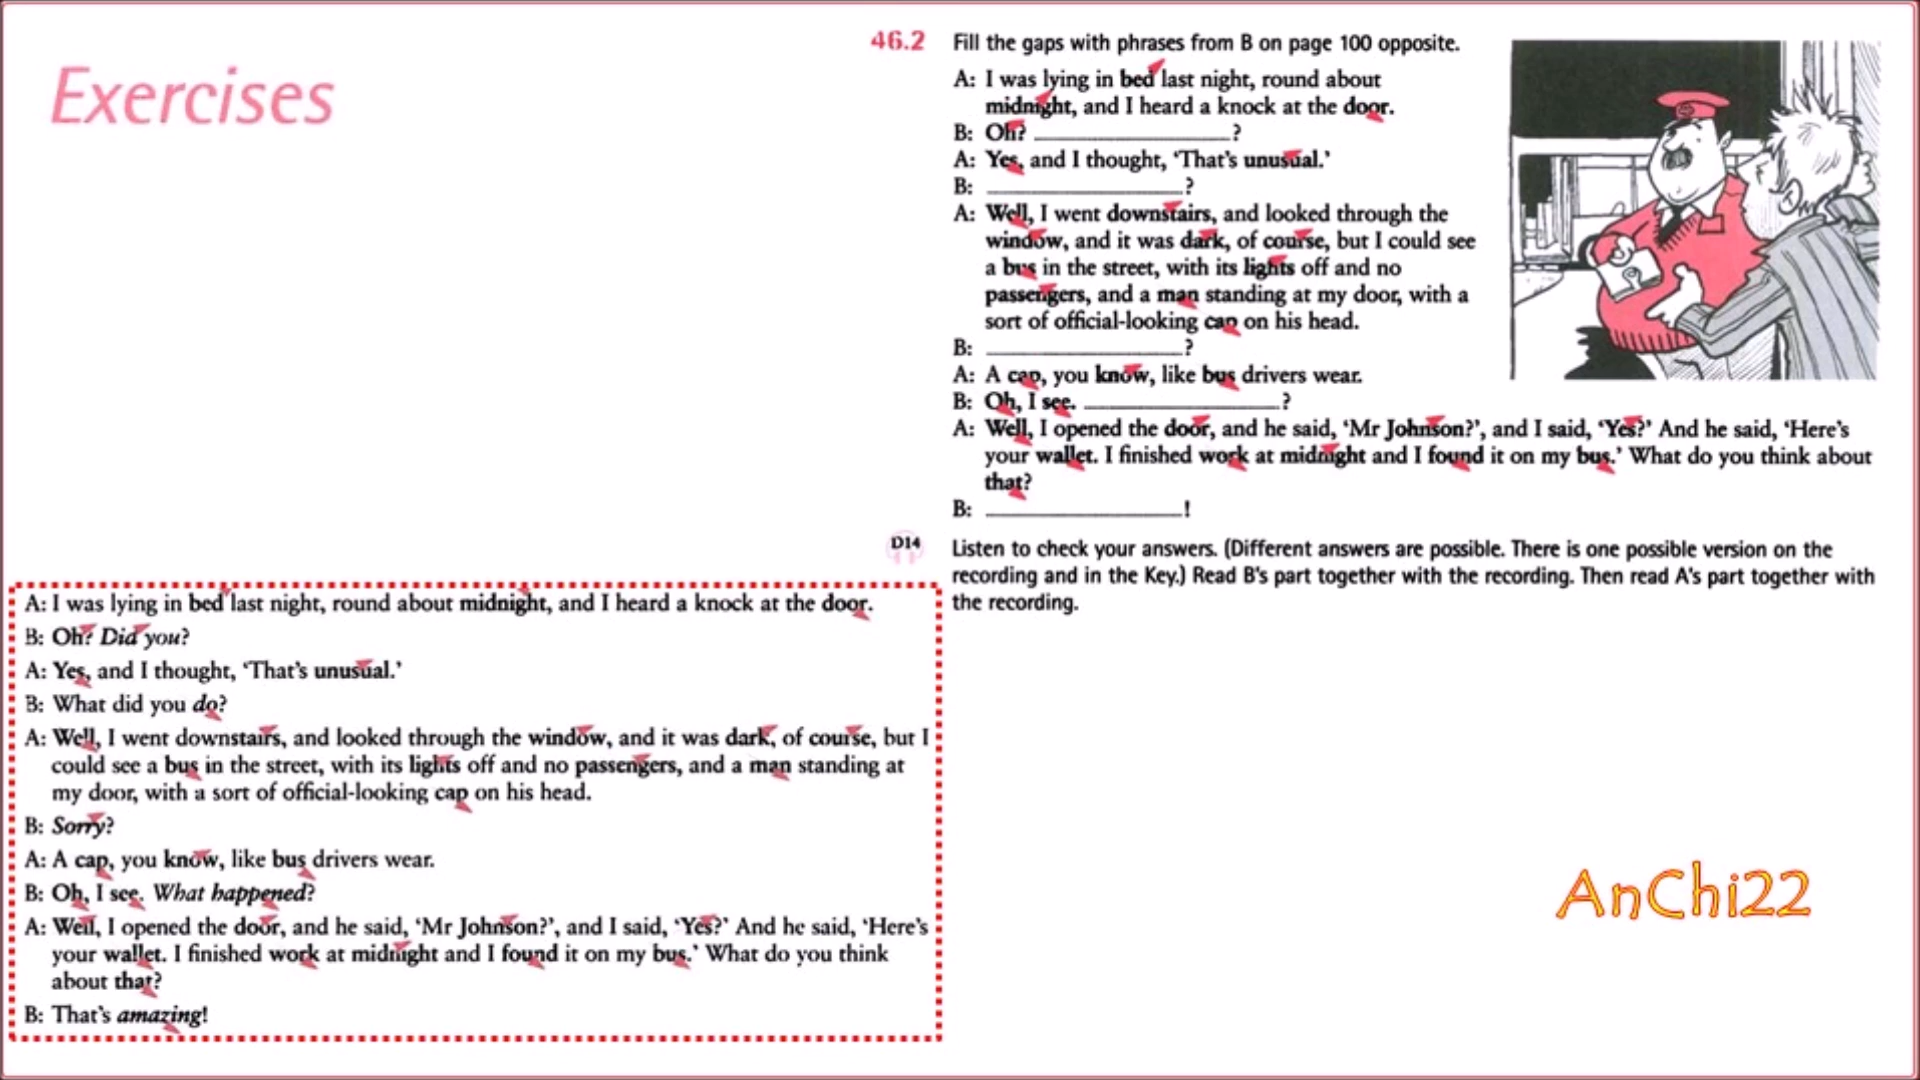 Exercises
46.2 Fill the gaps with phrases from B on page 100 opposite.
A: I was lying in bed last night, round about
midnight, and I heard a knock at the door.
B: Oh? ____________________?
A: Yes, and I thought, ‘That’s unusual.’
B: ____________________?
A: Well, I went downstairs, and looked through the
window, and it was dark, of course, but I could see
a bus in the street, with its lights off and no
passengers, and a man standing at my door, with a
sort of official-looking cap on his head.
B: ____________________?
A: A cap, you know, like bus drivers wear.
B: Oh, I see. ____________________?
A: Well, I opened the door, and he said, ‘Mr Johnson?’, and I said, ‘Yes?’ And he said, ‘Here’s
your wallet. I finished work at midnight and I found it on my bus.’ What do you think about
that?
B: ____________________!
D14 Listen to check your answers. (Different answers are possible. There is one possible version on the
recording and in the Key.) Read B’s part together with the recording. Then read A’s part together with
the recording.
A: I was lying in bed last night, round about midnight, and I heard a knock at the door.
B: Oh? Did you?
A: Yes, and I thought, ‘That’s unusual.’
B: What did you do?
A: Well, I went downstairs, and looked through the window, and it was dark, of course, but I
could see a bus in the street, with its lights off and no passengers, and a man standing at
my door, with a sort of official-looking cap on his head.
B: Sorry?
A: A cap, you know, like bus drivers wear.
B: Oh, I see. What happened?
A: Well, I opened the door, and he said, ‘Mr Johnson?’, and I said, ‘Yes?’ And he said, ‘Here’s
your wallet. I finished work at midnight and I found it on my bus.’ What do you think
about that?
B: That’s amazing!
AnChi22